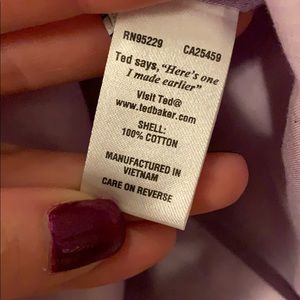 RN95229 CA25459
Ted says, "Here's one
I made earlier"
Visit Ted@
www.tedbaker.com
SHELL:
100% COTTON
MANUFACTURED IN
VIETNAM
CARE ON REVERSE